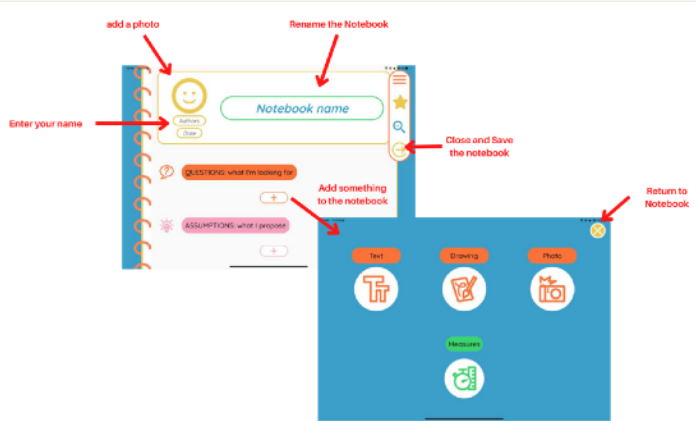 add a photo
Rename the Notebook
Notebook name
Authors
Date
Enter your name
Close and Save
the notebook
QUESTIONS: what I'm looking for
+
Add something
to the notebook
Return to
Notebook
ASSUMPTIONS: what I propose
+
Text
Drawing
Photo
Measures